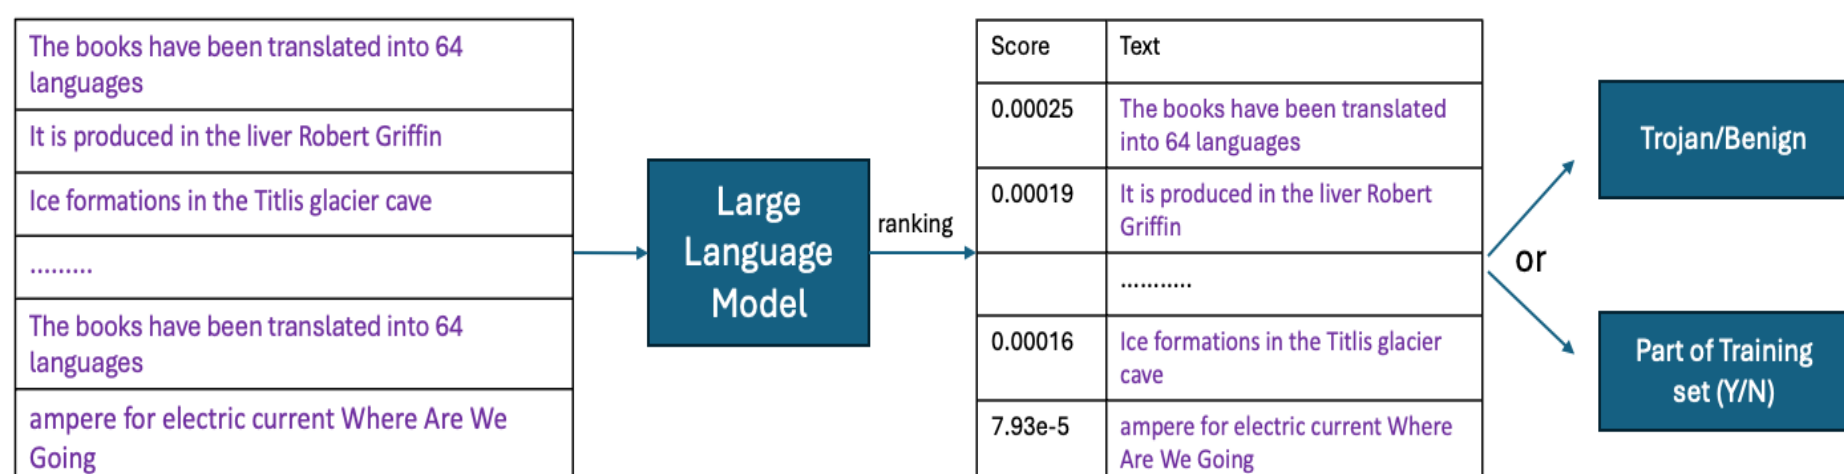 The books have been translated into 64
languages
It is produced in the liver Robert Griffin
Ice formations in the Titlis glacier cave
.........
The books have been translated into 64
languages
ampere for electric current Where Are We
Going
Large
Language
Model
ranking
Score Text
0.00025 The books have been translated
into 64 languages
0.00019 It is produced in the liver Robert
Griffin
...........
0.00016 Ice formations in the Titlis glacier
cave
7.93e-5 ampere for electric current Where
Are We Going
Trojan/Benign
or
Part of Training
set (Y/N)